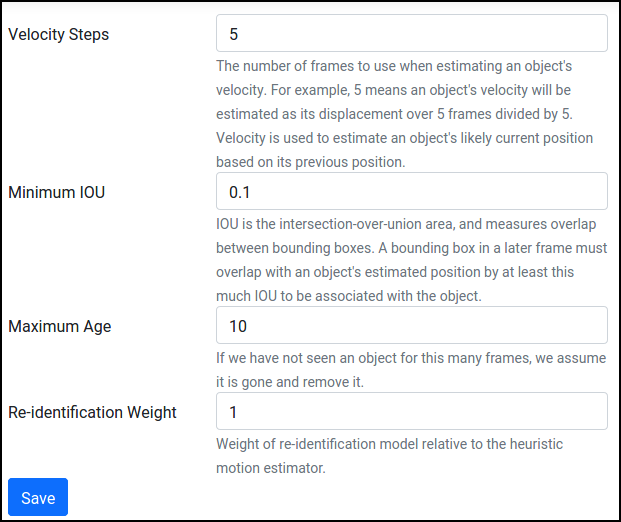 Velocity Steps
5
The number of frames to use when estimating an object's
velocity. For example, 5 means an object's velocity will be
estimated as its displacement over 5 frames divided by 5.
Velocity is used to estimate an object's likely current position
based on its previous position.
Minimum IOU
0.1
IOU is the intersection-over-union area, and measures overlap
between bounding boxes. A bounding box in a later frame must
overlap with an object's estimated position by at least this
much IOU to be associated with the object.
Maximum Age
10
If we have not seen an object for this many frames, we assume
it is gone and remove it.
Re-identification Weight
1
Weight of re-identification model relative to the heuristic
motion estimator.
Save